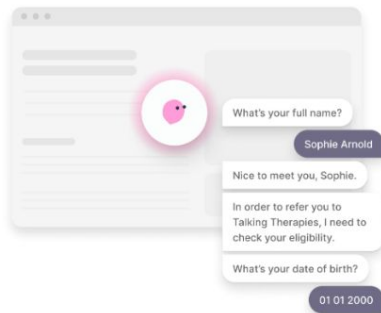 What's your full name?
Sophie Arnold
Nice to meet you, Sophie.
In order to refer you to
Talking Therapies, I need to
check your eligibility.
What's your date of birth?
01 01 2000